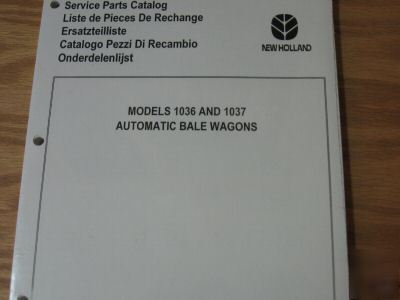 Service Parts Catalog
Liste de Pieces De Rechange
Ersatzteilliste
Catalogo Pezzi Di Recambio
Onderdelenlijst
NEW HOLLAND
MODELS 1036 AND 1037
AUTOMATIC BALE WAGONS